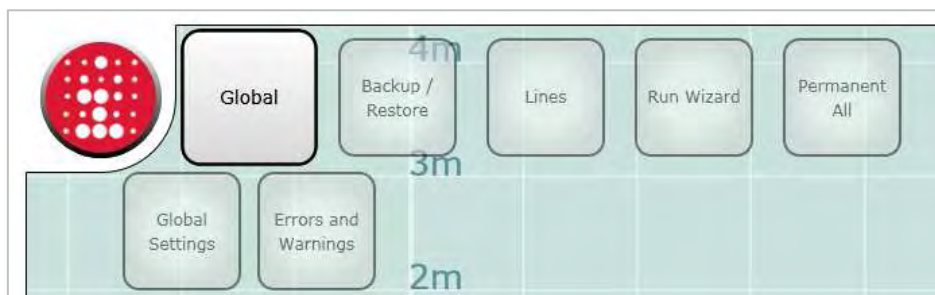 4m
Global
Backup /
Restore
Lines
Run Wizard
Permanent
All
3m
Global
Settings
Errors and
Warnings
2m